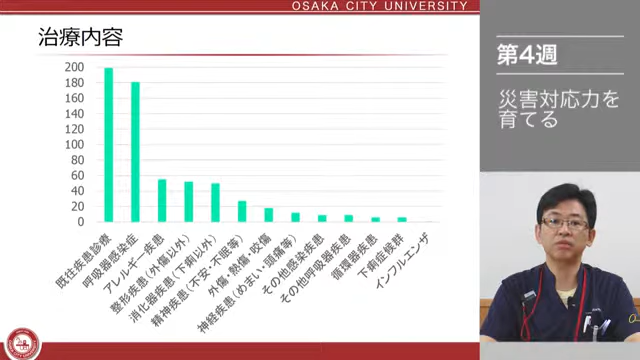 OSAKA CITY UNIVERSITY
治療内容
第4週
災害対応力を
育てる
200
180
160
140
120
100
80
60
40
20
0
既往疾患診療
呼吸器感染症
アレルギー疾患
整形疾患(外傷以外)
消化器疾患(下痢以外)
精神疾患(不安・不眠等)
外傷・熱傷・咬傷
神経疾患(めまい・頭痛等)
その他感染疾患
その他呼吸器疾患
循環器疾患
下痢症候群
インフルエンザ